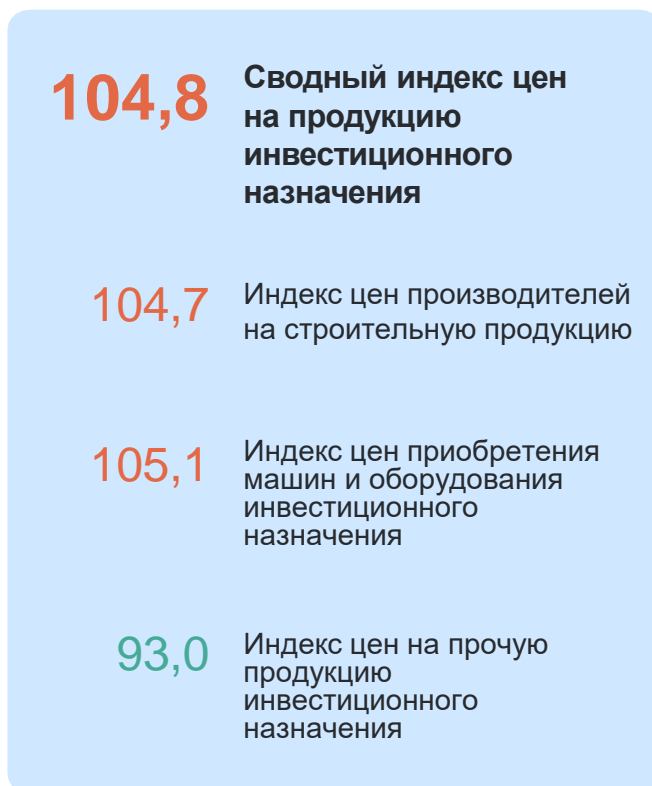 104,8
Сводный индекс цен
на продукцию
инвестиционного
назначения
104,7
Индекс цен производителей
на строительную продукцию
105,1
Индекс цен приобретения
машин и оборудования
инвестиционного
назначения
93,0
Индекс цен на прочую
продукцию
инвестиционного
назначения